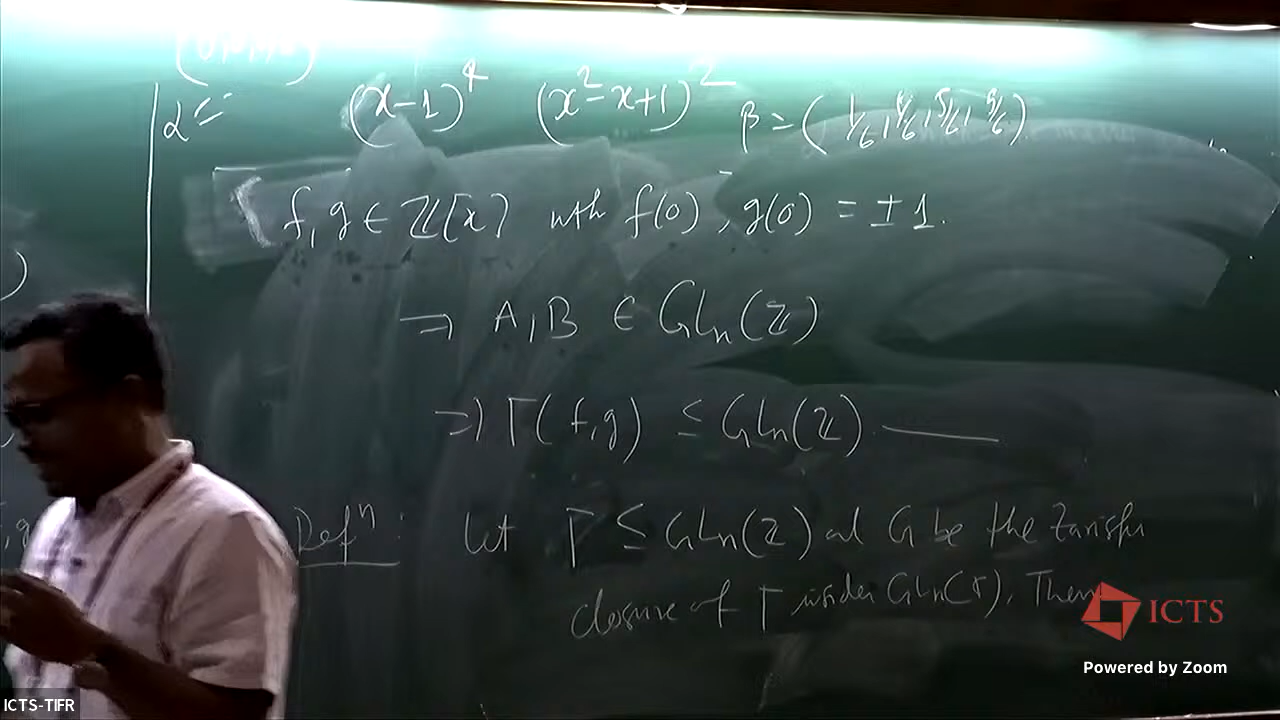 α = (x-1)⁴ (x²-x+1)² β = (1/6, 1/6, 5/6, 5/6)
f, g ∈ ℤ[x] with f(0), g(0) = ±1.
⇒ A, B ∈ GLn(ℤ)
⇒ Γ(f,g) ≤ GLn(ℤ)
Defⁿ: Let Γ ≤ GLn(ℤ) and G be the Zariski
closure of Γ inside GLn(ℂ). Then
ICTS
Powered by Zoom
ICTS-TIFR